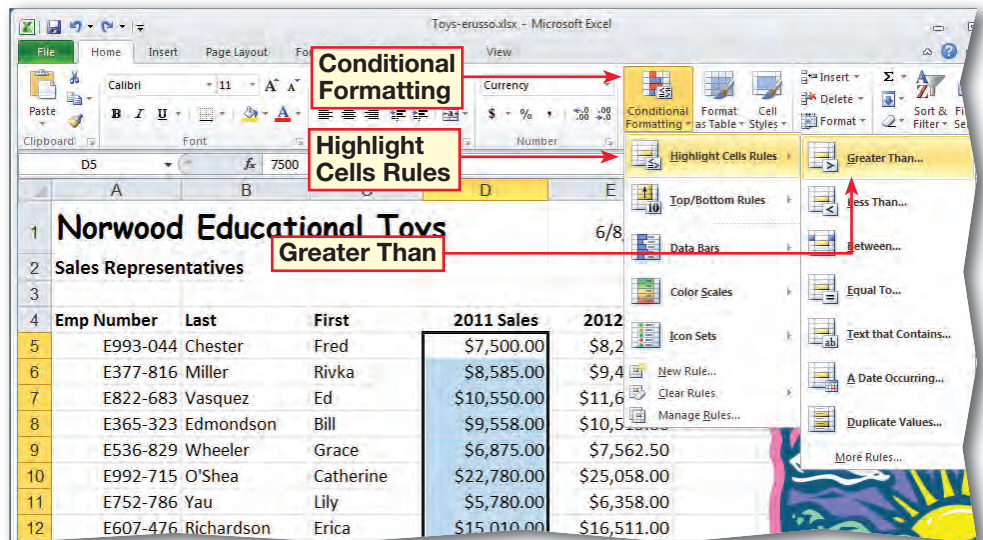 Toys-erusso.xlsx - Microsoft Excel
File Home Insert Page Layout Fo View
Conditional Formatting
Paste
Calibri 11 A A
B I U A
Currency
$ % , .0 .00 .00 .0
Conditional Formatting
Format as Table
Cell Styles
Insert
Delete
Format
Σ
Sort & Filter
Fi
Se
Clipboard Font Number
Highlight Cells Rules
D5 fx 7500
Highlight Cells Rules
Top/Bottom Rules
Data Bars
Color Scales
Icon Sets
New Rule...
Clear Rules
Manage Rules...
Greater Than...
Less Than...
Between...
Equal To...
Text that Contains...
A Date Occurring...
Duplicate Values...
More Rules...
Greater Than
A B C D E
1 Norwood Educational Toys 6/8/
2 Sales Representatives
3
4 Emp Number Last First 2011 Sales 2012
5 E993-044 Chester Fred $7,500.00 $8,2
6 E377-816 Miller Rivka $8,585.00 $9,4
7 E822-683 Vasquez Ed $10,550.00 $11,6
8 E365-323 Edmondson Bill $9,558.00 $10,5
9 E536-829 Wheeler Grace $6,875.00 $7,562.50
10 E992-715 O'Shea Catherine $22,780.00 $25,058.00
11 E752-786 Yau Lily $5,780.00 $6,358.00
12 E607-476 Richardson Erica $15,010.00 $16,511.00